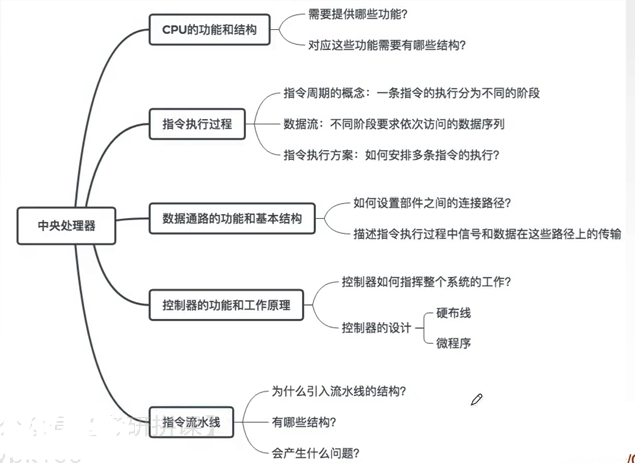 CPU的功能和结构
需要提供哪些功能?
对应这些功能需要有哪些结构?
指令执行过程
指令周期的概念：一条指令的执行分为不同的阶段
数据流：不同阶段要求依次访问的数据序列
指令执行方案：如何安排多条指令的执行?
中央处理器
数据通路的功能和基本结构
如何设置部件之间的连接路径?
描述指令执行过程中信号和数据在这些路径上的传输
控制器的功能和工作原理
控制器如何指挥整个系统的工作?
控制器的设计
硬布线
微程序
指令流水线
为什么引入流水线的结构?
有哪些结构?
会产生什么问题?